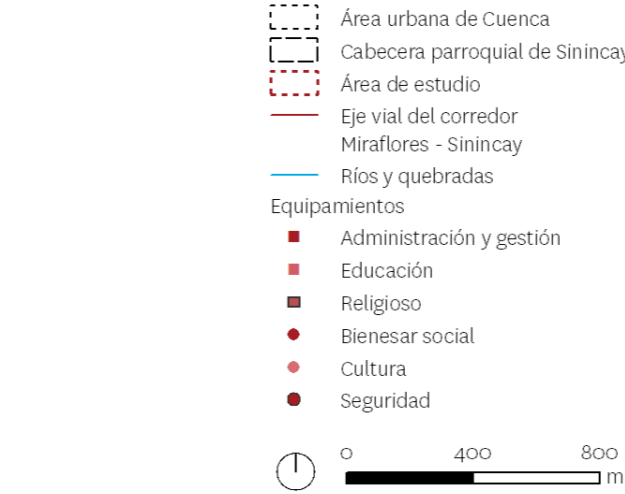 Área urbana de Cuenca
Cabecera parroquial de Sinincay
Área de estudio
Eje vial del corredor
Miraflores - Sinincay
Ríos y quebradas
Equipamientos
Administración y gestión
Educación
Religioso
Bienesar social
Cultura
Seguridad
0 400 800
m